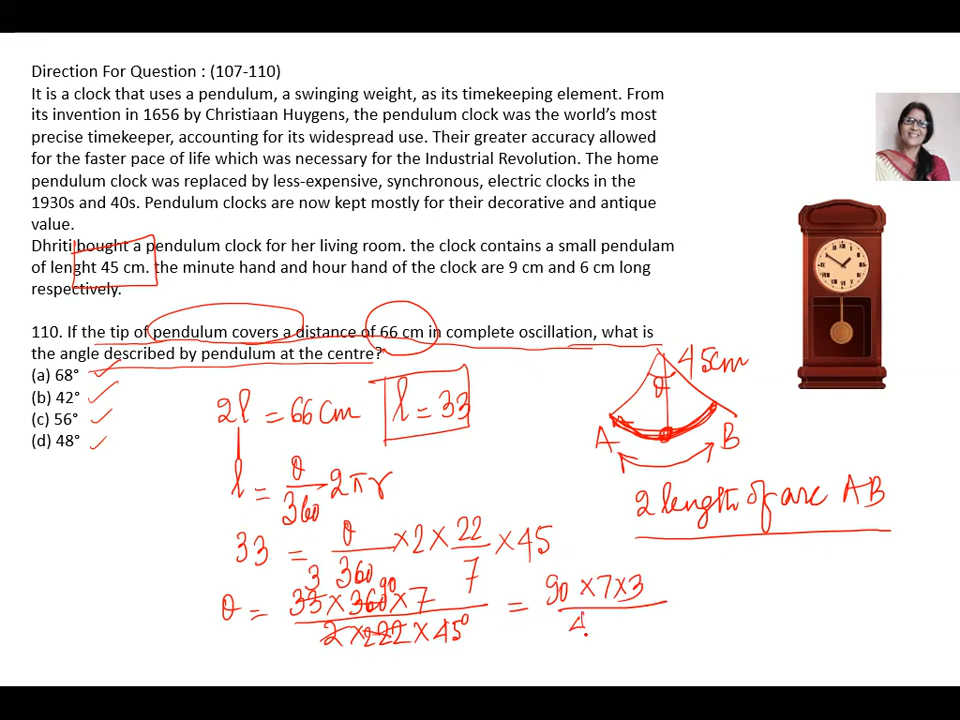 Direction For Question : (107-110)
It is a clock that uses a pendulum, a swinging weight, as its timekeeping element. From
its invention in 1656 by Christiaan Huygens, the pendulum clock was the world's most
precise timekeeper, accounting for its widespread use. Their greater accuracy allowed
for the faster pace of life which was necessary for the Industrial Revolution. The home
pendulum clock was replaced by less-expensive, synchronous, electric clocks in the
1930s and 40s. Pendulum clocks are now kept mostly for their decorative and antique
value.
Dhriti bought a pendulum clock for her living room. the clock contains a small pendulam
of lenght 45 cm. the minute hand and hour hand of the clock are 9 cm and 6 cm long
respectively.
110. If the tip of pendulum covers a distance of 66 cm in complete oscillation, what is
the angle described by pendulum at the centre?
(a) 68°
(b) 42°
(c) 56°
(d) 48°
45cm
θ
A B
2l = 66 cm l = 33
l = θ/360 2πr
2 length of arc AB
33 = θ/360 × 2 × 22/7 × 45
θ = 33 × 360 × 7 / 2 × 22 × 45° = 90 × 7 × 3 / 4